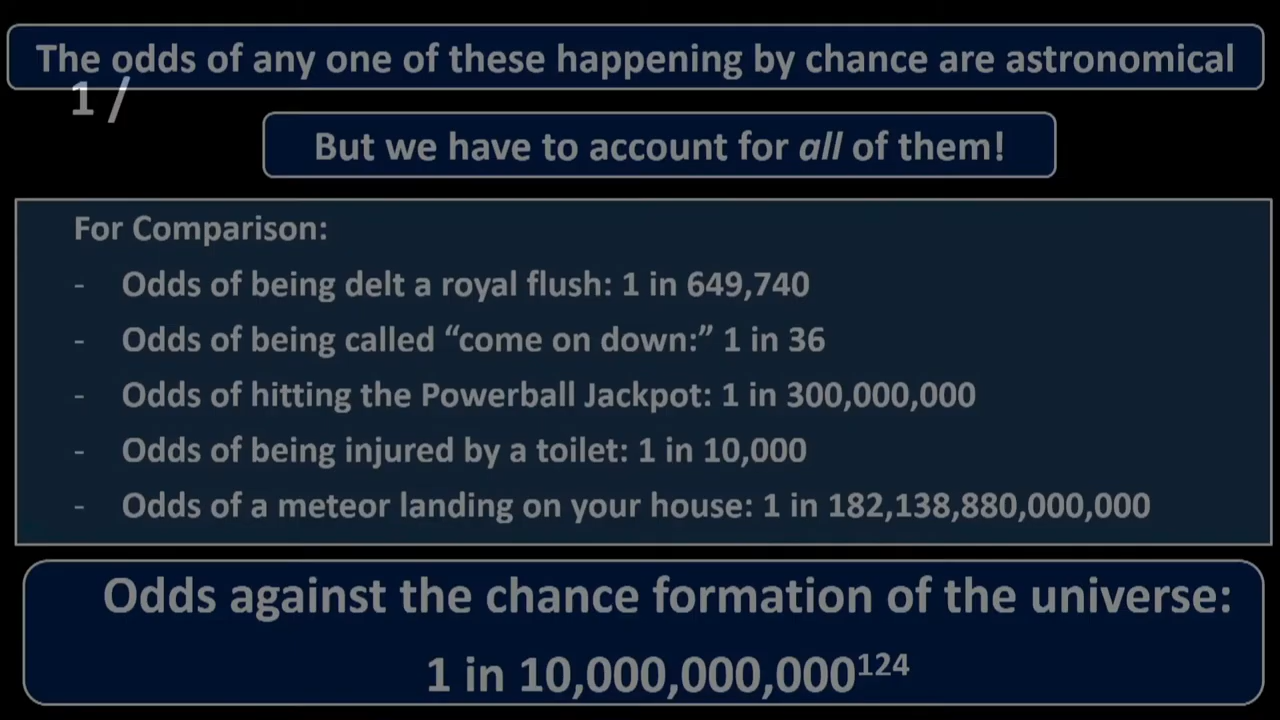 The odds of any one of these happening by chance are astronomical
1 /
But we have to account for all of them!
For Comparison:
- Odds of being delt a royal flush: 1 in 649,740
- Odds of being called “come on down:” 1 in 36
- Odds of hitting the Powerball Jackpot: 1 in 300,000,000
- Odds of being injured by a toilet: 1 in 10,000
- Odds of a meteor landing on your house: 1 in 182,138,880,000,000
Odds against the chance formation of the universe:
1 in 10,000,000,000¹²⁴